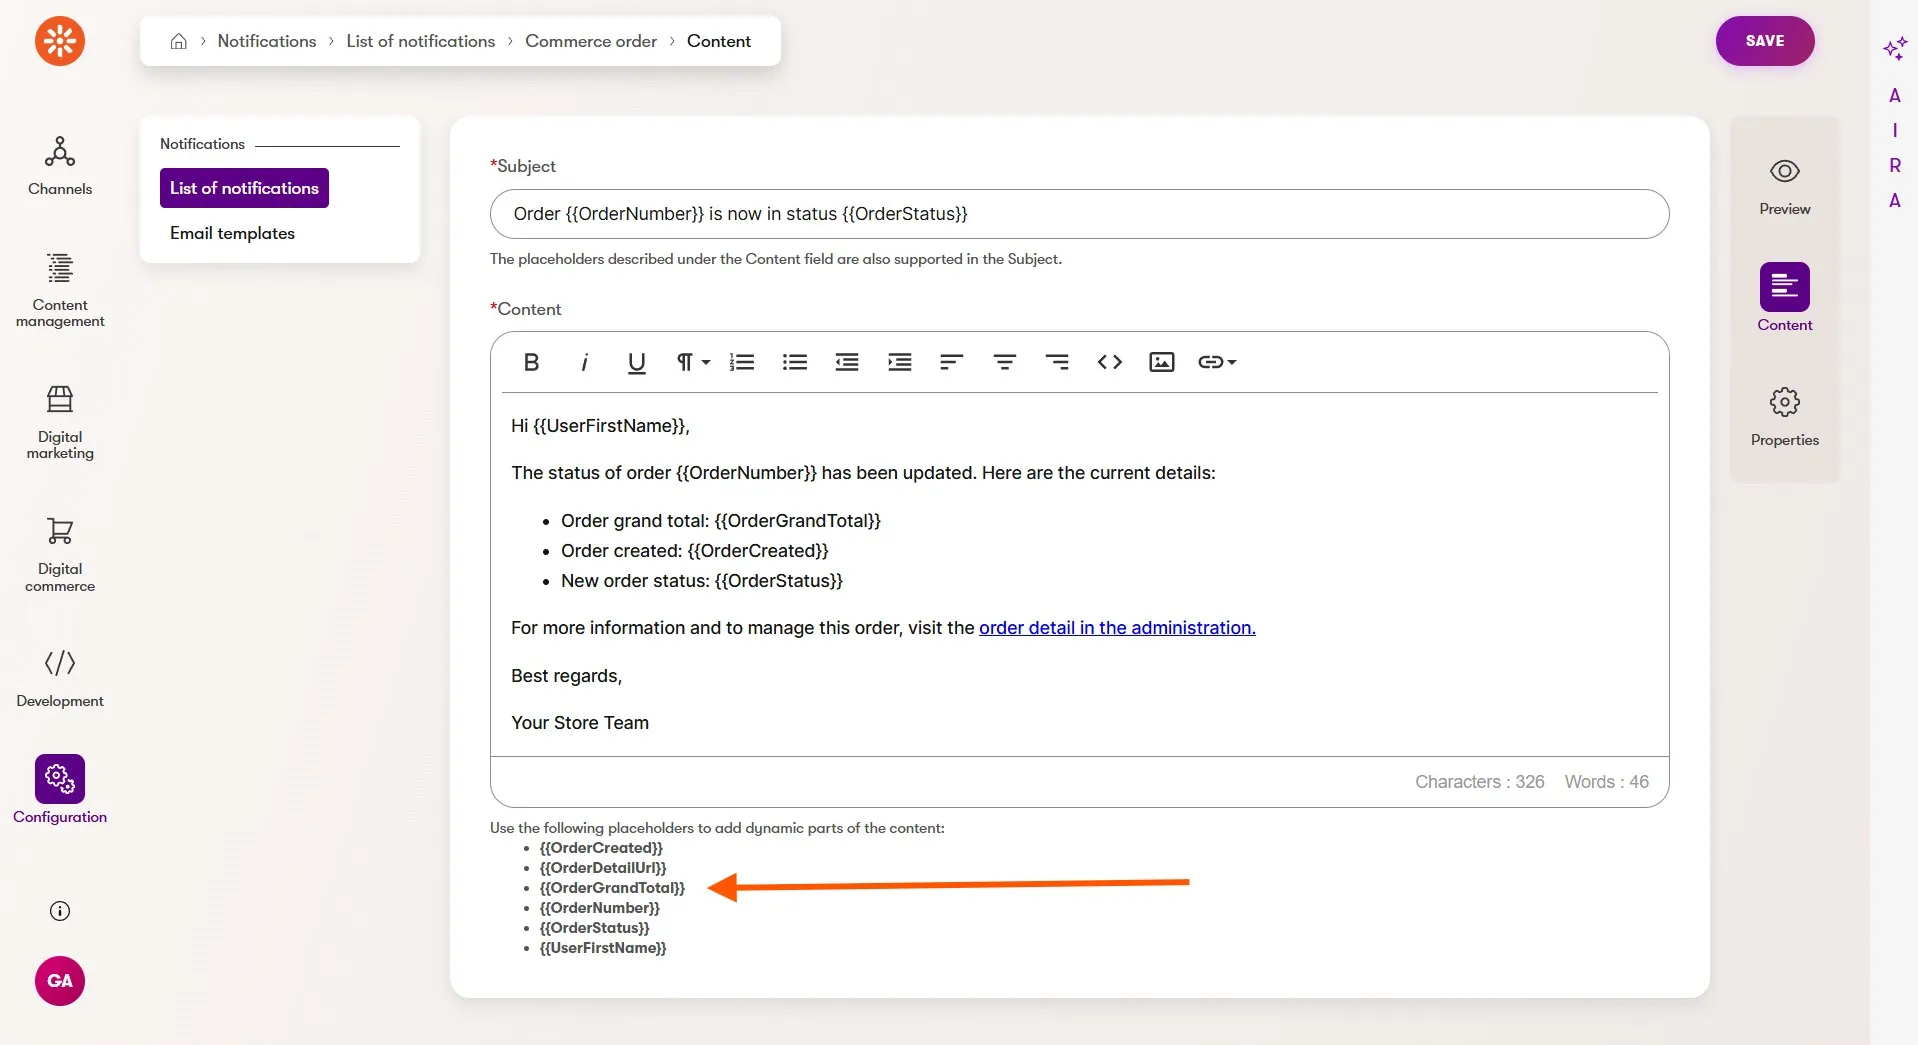 Notifications
List of notifications
Commerce order
Content
SAVE
A
I
R
A
Channels
Content
management
Digital
marketing
Digital
commerce
Development
Configuration
GA
Notifications
List of notifications
Email templates
*Subject
Order {{OrderNumber}} is now in status {{OrderStatus}}
The placeholders described under the Content field are also supported in the Subject.
*Content
Hi {{UserFirstName}},
The status of order {{OrderNumber}} has been updated. Here are the current details:
• Order grand total: {{OrderGrandTotal}}
• Order created: {{OrderCreated}}
• New order status: {{OrderStatus}}
For more information and to manage this order, visit the order detail in the administration.
Best regards,
Your Store Team
Characters : 326 Words : 46
Use the following placeholders to add dynamic parts of the content:
• {{OrderCreated}}
• {{OrderDetailUrl}}
• {{OrderGrandTotal}}
• {{OrderNumber}}
• {{OrderStatus}}
• {{UserFirstName}}
Preview
Content
Properties